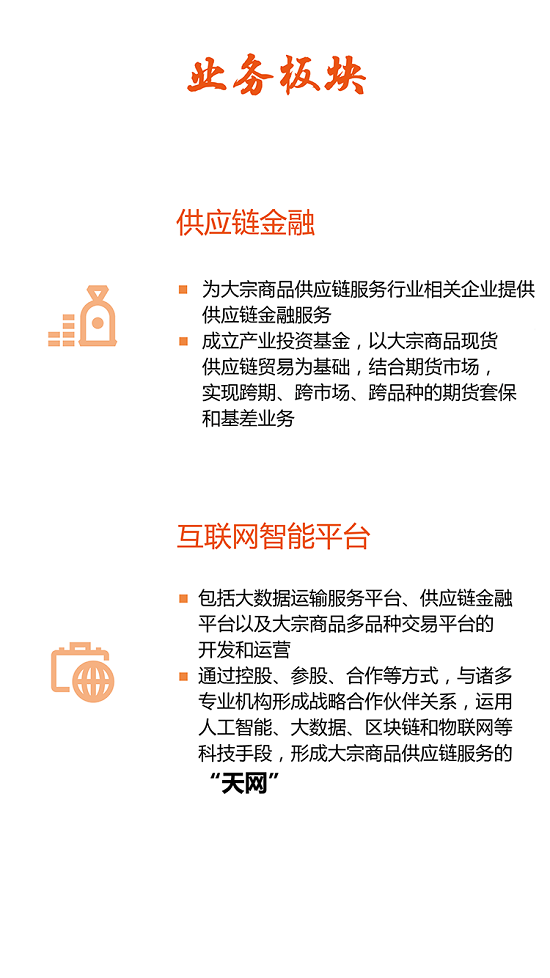 业务板块
供应链金融
为大宗商品供应链服务行业相关企业提供
供应链金融服务
成立产业投资基金，以大宗商品现货
供应链贸易为基础，结合期货市场，
实现跨期、跨市场、跨品种的期货套保
和基差业务
互联网智能平台
包括大数据运输服务平台、供应链金融
平台以及大宗商品多品种交易平台的
开发和运营
通过控股、参股、合作等方式，与诸多
专业机构形成战略合作伙伴关系，运用
人工智能、大数据、区块链和物联网等
科技手段，形成大宗商品供应链服务的
“天网”